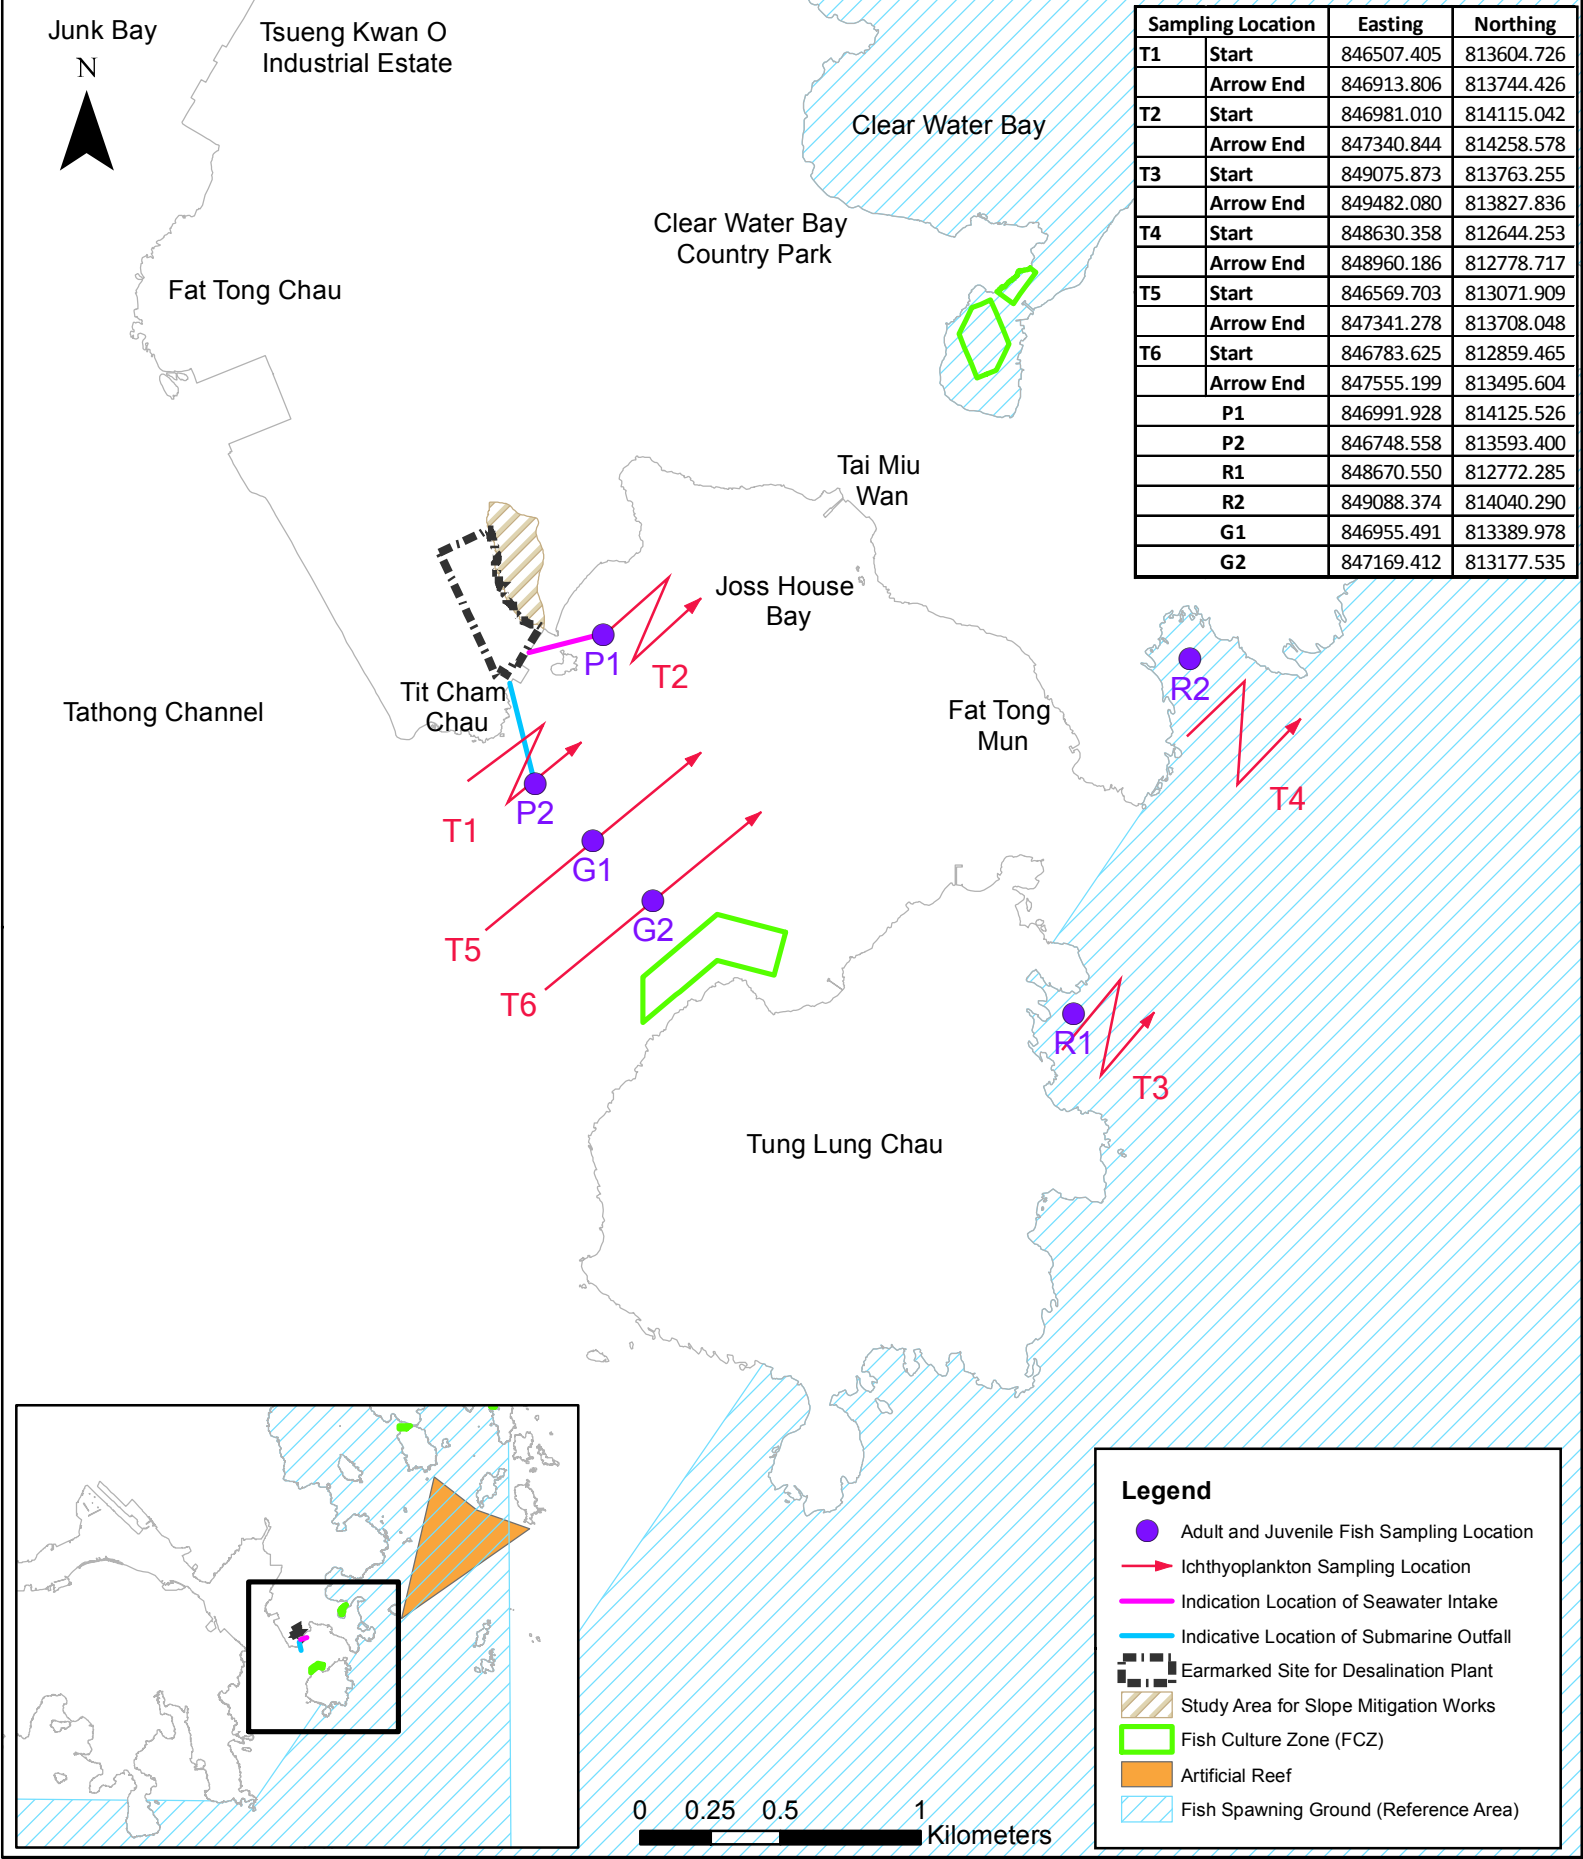 Junk Bay
N
Tsueng Kwan O
Industrial Estate
Clear Water Bay
Clear Water Bay
Country Park
Fat Tong Chau
Tai Miu
Wan
Joss House
Bay
P1
T2
Tit Cham
Chau
Tathong Channel
Fat Tong
Mun
R2
T4
T1
P2
G1
T5
G2
T6
R1
T3
Tung Lung Chau
Sampling Location Easting Northing
T1 Start 846507.405 813604.726
Arrow End 846913.806 813744.426
T2 Start 846981.010 814115.042
Arrow End 847340.844 814258.578
T3 Start 849075.873 813763.255
Arrow End 849482.080 813827.836
T4 Start 848630.358 812644.253
Arrow End 848960.186 812778.717
T5 Start 846569.703 813071.909
Arrow End 847341.278 813708.048
T6 Start 846783.625 812859.465
Arrow End 847555.199 813495.604
P1 846991.928 814125.526
P2 846748.558 813593.400
R1 848670.550 812772.285
R2 849088.374 814040.290
G1 846955.491 813389.978
G2 847169.412 813177.535
0 0.25 0.5 1
Kilometers
Legend
Adult and Juvenile Fish Sampling Location
Ichthyoplankton Sampling Location
Indication Location of Seawater Intake
Indicative Location of Submarine Outfall
Earmarked Site for Desalination Plant
Study Area for Slope Mitigation Works
Fish Culture Zone (FCZ)
Artificial Reef
Fish Spawning Ground (Reference Area)